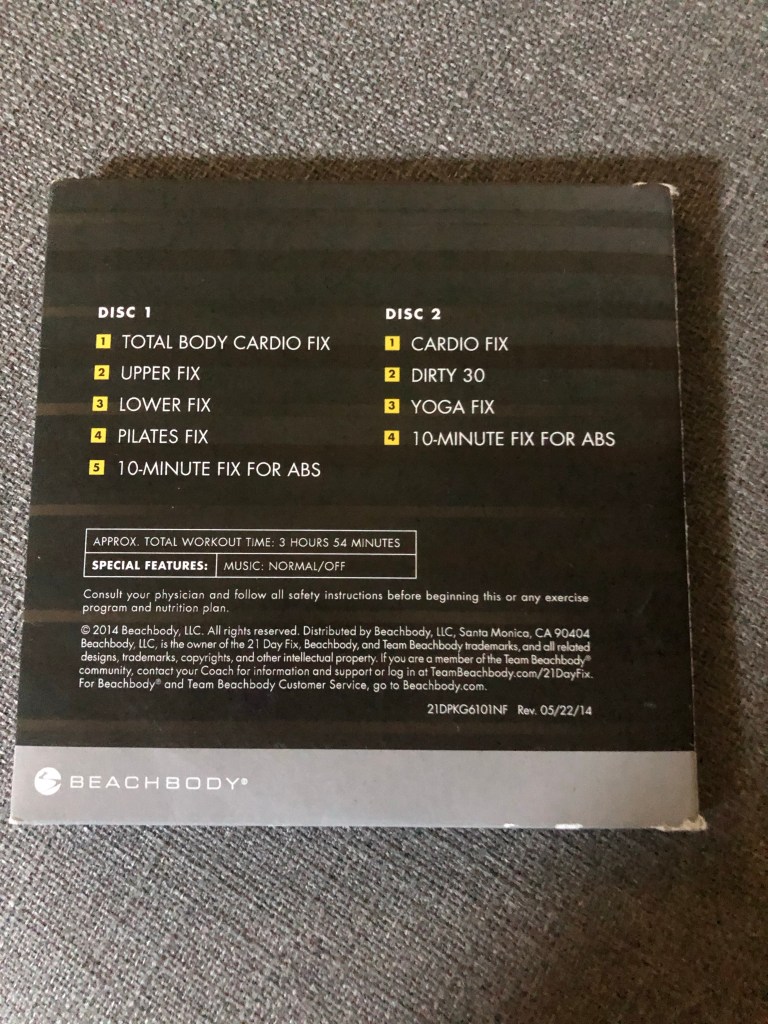 DISC 1
1 TOTAL BODY CARDIO FIX
2 UPPER FIX
3 LOWER FIX
4 PILATES FIX
5 10-MINUTE FIX FOR ABS
DISC 2
1 CARDIO FIX
2 DIRTY 30
3 YOGA FIX
4 10-MINUTE FIX FOR ABS
APPROX. TOTAL WORKOUT TIME: 3 HOURS 54 MINUTES
SPECIAL FEATURES: MUSIC: NORMAL/OFF
Consult your physician and follow all safety instructions before beginning this or any exercise
program and nutrition plan.
© 2014 Beachbody, LLC. All rights reserved. Distributed by Beachbody, LLC, Santa Monica, CA 90404
Beachbody, LLC, is the owner of the 21 Day Fix, Beachbody, and Team Beachbody trademarks, and all related
designs, trademarks, copyrights, and other intellectual property. If you are a member of the Team Beachbody®
community, contact your Coach for information and support or log in at TeamBeachbody.com/21DayFix.
For Beachbody® and Team Beachbody Customer Service, go to Beachbody.com.
21DPKG6101NF Rev. 05/22/14
BEACHBODY®